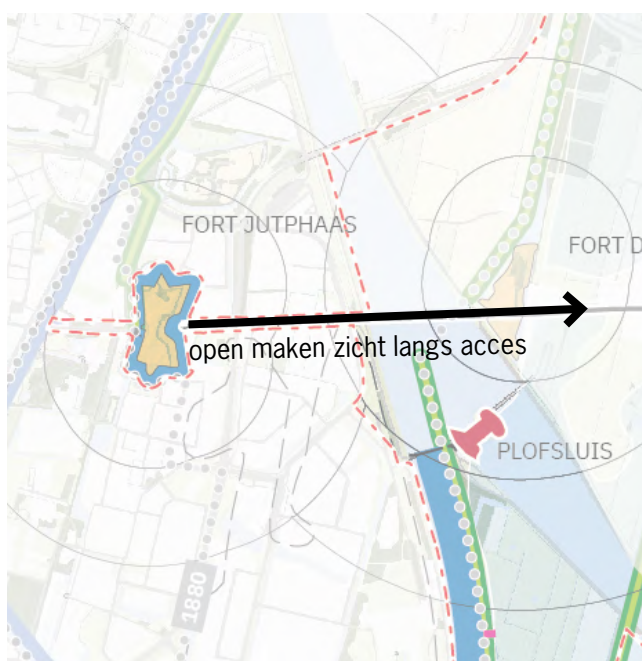 FORT JUTPHAAS
FORT D
open maken zicht langs acces
PLOFSLUIS
1880